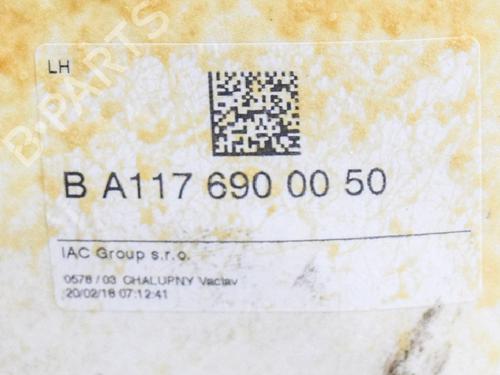 LH
B A117 690 00 50
IAC Group s.r.o.
0578 / 03 CHALUPNY Vaclav
20/02/18 07:12:41
B-PARTS